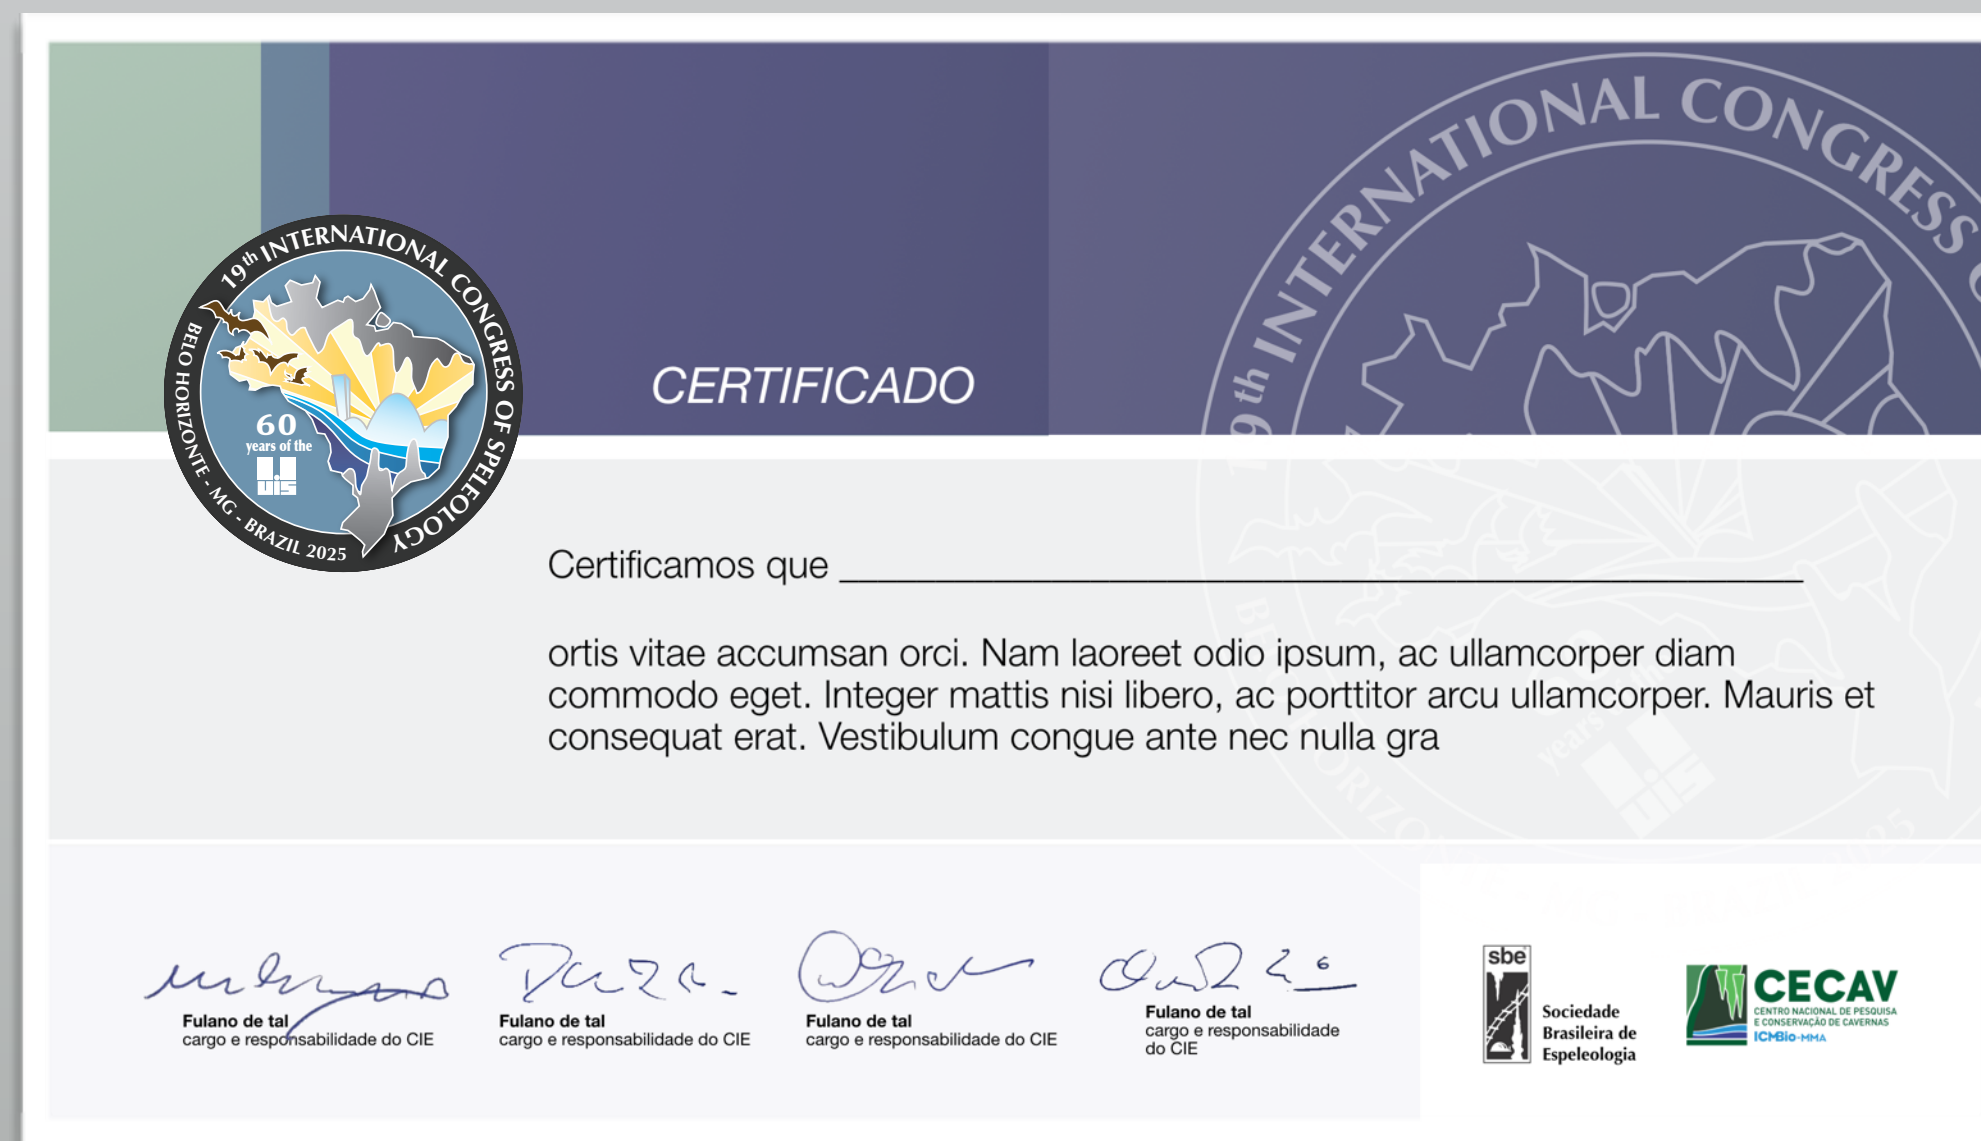 19th INTERNATIONAL CONGRESS OF SPELEOLOGY
BELO HORIZONTE - MG - BRAZIL 2025
60
years of the
uis
19th INTERNATIONAL CONGRESS
CERTIFICADO
Certificamos que ____________________
ortis vitae accumsan orci. Nam laoreet odio ipsum, ac ullamcorper diam
commodo eget. Integer mattis nisi libero, ac porttitor arcu ullamcorper. Mauris et
consequat erat. Vestibulum congue ante nec nulla gra
Fulano de tal
cargo e responsabilidade do CIE
Fulano de tal
cargo e responsabilidade do CIE
Fulano de tal
cargo e responsabilidade do CIE
Fulano de tal
cargo e responsabilidade
do CIE
sbe
Sociedade
Brasileira de
Espeleologia
CECAV
CENTRO NACIONAL DE PESQUISA
E CONSERVAÇÃO DE CAVERNAS
ICMBio-MMA